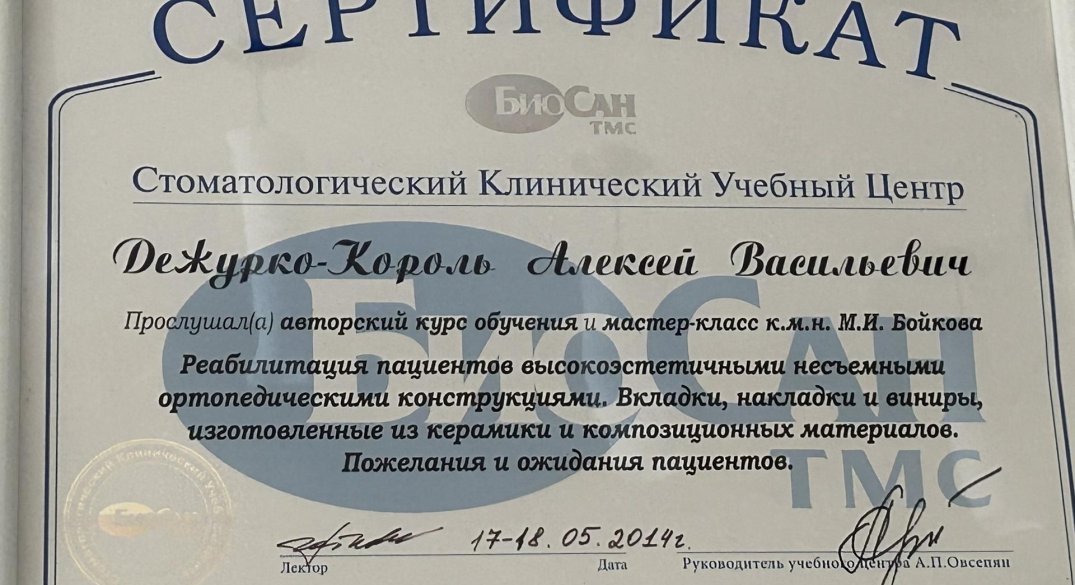 СЕРТИФИКАТ
БиоСан
ТМС
Стоматологический Клинический Учебный Центр
Дежурко-Король Алексей Васильевич
Прослушал(а) авторский курс обучения и мастер-класс к.м.н. М.И. Бойкова
Реабилитация пациентов высокоэстетичными несъемными
ортопедическими конструкциями. Вкладки, накладки и виниры,
изготовленные из керамики и композиционных материалов.
Пожелания и ожидания пациентов.
БиоСан
ТМС
17-18.05.2014г.
Лектор Дата Руководитель учебного центра А.П.Овсепян